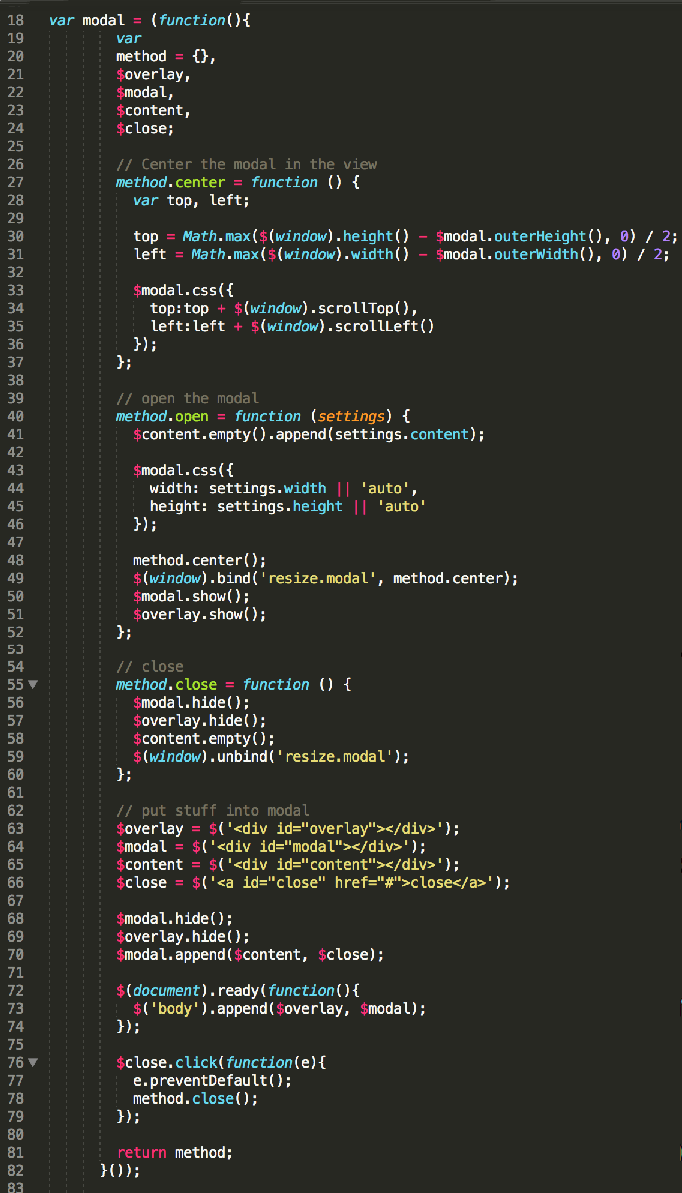 18 var modal = (function(){
19 var
20 method = {},
21 $overlay,
22 $modal,
23 $content,
24 $close;
25
26 // Center the modal in the view
27 method.center = function () {
28 var top, left;
29
30 top = Math.max($(window).height() - $modal.outerHeight(), 0) / 2;
31 left = Math.max($(window).width() - $modal.outerWidth(), 0) / 2;
32
33 $modal.css({
34 top:top + $(window).scrollTop(),
35 left:left + $(window).scrollLeft()
36 });
37 };
38
39 // open the modal
40 method.open = function (settings) {
41 $content.empty().append(settings.content);
42
43 $modal.css({
44 width: settings.width || 'auto',
45 height: settings.height || 'auto'
46 });
47
48 method.center();
49 $(window).bind('resize.modal', method.center);
50 $modal.show();
51 $overlay.show();
52 };
53
54 // close
55 method.close = function () {
56 $modal.hide();
57 $overlay.hide();
58 $content.empty();
59 $(window).unbind('resize.modal');
60 };
61
62 // put stuff into modal
63 $overlay = $('<div id="overlay"></div>');
64 $modal = $('<div id="modal"></div>');
65 $content = $('<div id="content"></div>');
66 $close = $('<a id="close" href="#">close</a>');
67
68 $modal.hide();
69 $overlay.hide();
70 $modal.append($content, $close);
71
72 $(document).ready(function(){
73 $('body').append($overlay, $modal);
74 });
75
76 $close.click(function(e){
77 e.preventDefault();
78 method.close();
79 });
80
81 return method;
82 }());
83